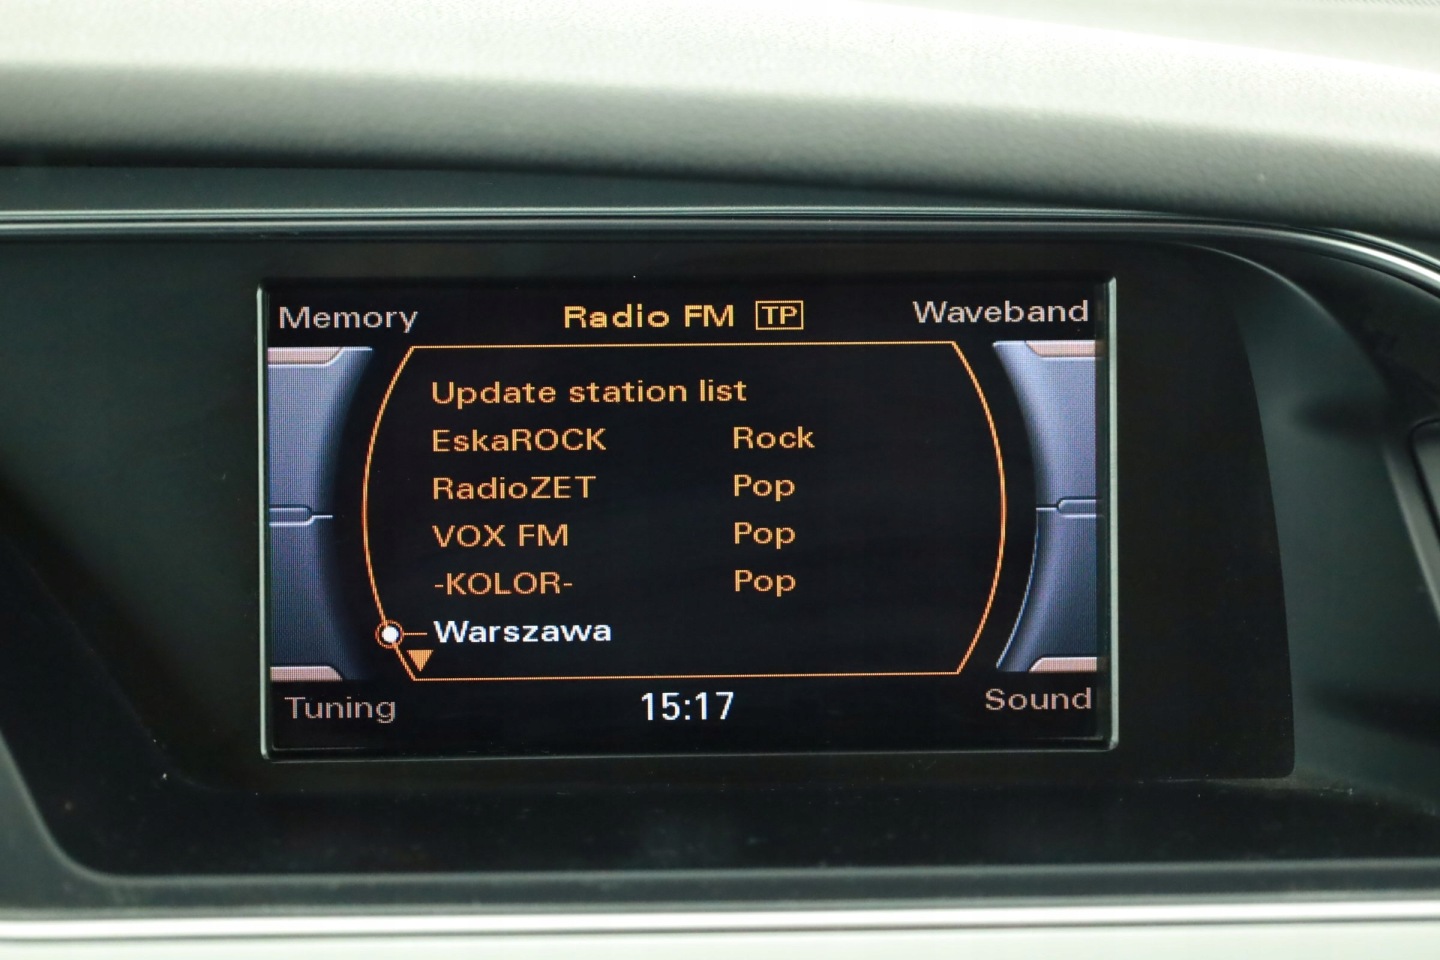 Memory Radio FM TP Waveband
Update station list
EskaROCK Rock
RadioZET Pop
VOX FM Pop
-KOLOR- Pop
Warszawa
Tuning 15:17 Sound